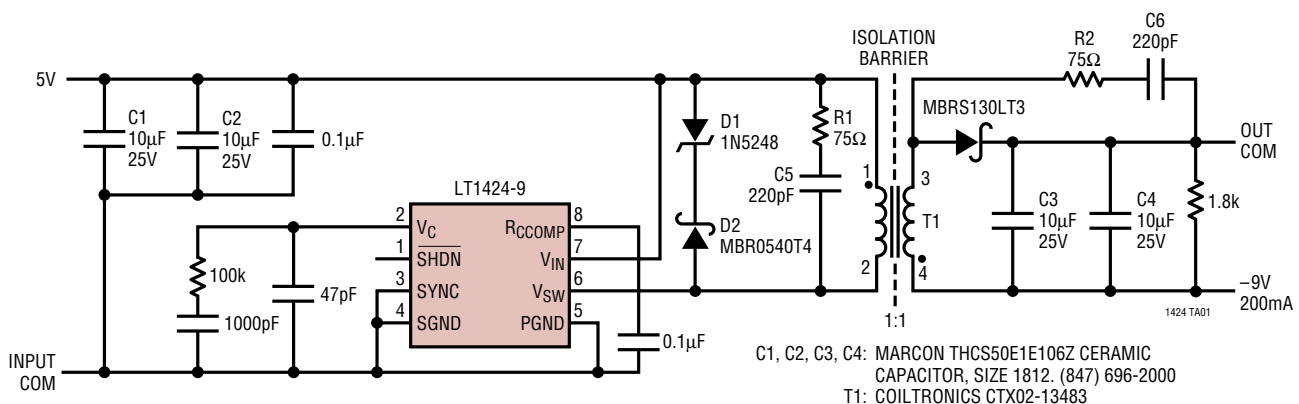 ISOLATION
BARRIER
R2
75Ω
C6
220pF
5V
C1
10µF
25V
C2
10µF
25V
0.1µF
D1
1N5248
R1
75Ω
MBRS130LT3
OUT
COM
LT1424-9
C5
220pF
1
3
2
VC
RCCOMP
8
D2
MBR0540T4
T1
C3
10µF
25V
C4
10µF
25V
1.8k
1
SHDN
VIN
7
100k
2
4
3
SYNC
VSW
6
47pF
–9V
200mA
1000pF
4
SGND
PGND
5
1:1
1424 TA01
0.1µF
INPUT
COM
C1, C2, C3, C4: MARCON THCS50E1E106Z CERAMIC
CAPACITOR, SIZE 1812. (847) 696-2000
T1: COILTRONICS CTX02-13483